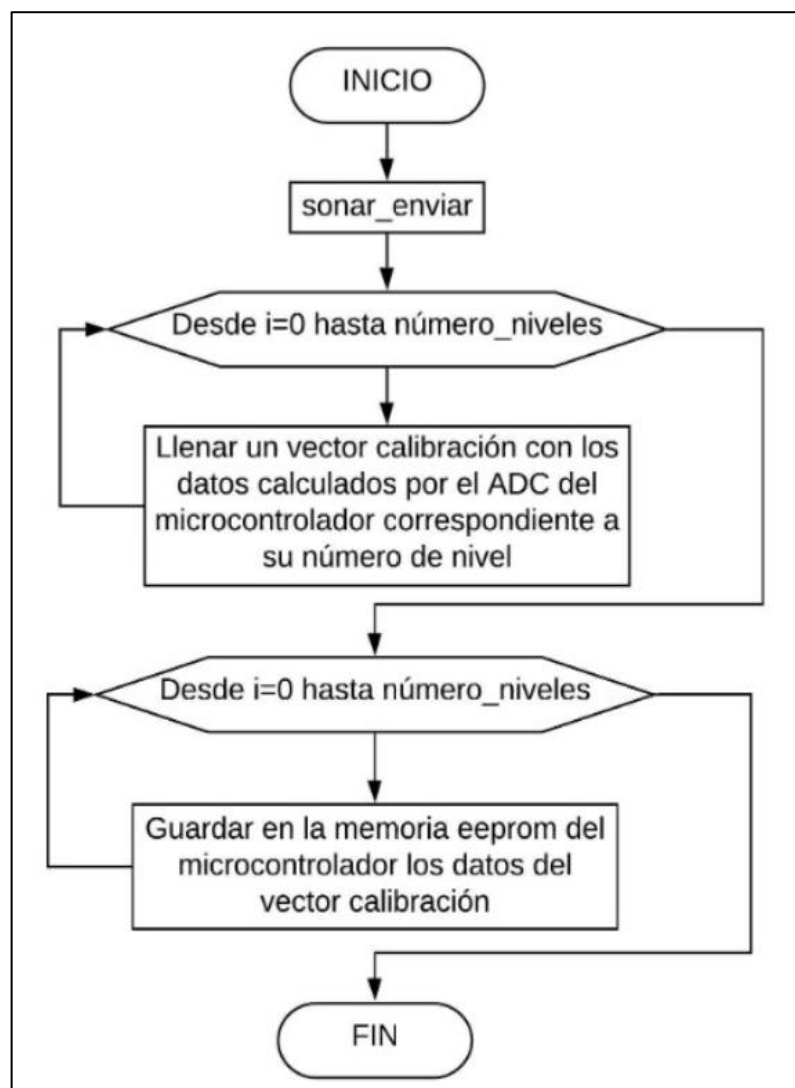 INICIO
sonar_enviar
Desde i=0 hasta número_niveles
Llenar un vector calibración con los
datos calculados por el ADC del
microcontrolador correspondiente a
su número de nivel
Desde i=0 hasta número_niveles
Guardar en la memoria eeprom del
microcontrolador los datos del
vector calibración
FIN